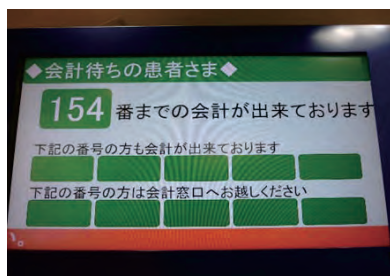 ◆会計待ちの患者さま◆
154 番までの会計が出来ております
下記の番号の方も会計が出来ております
下記の番号の方は会計窓口へお越しください